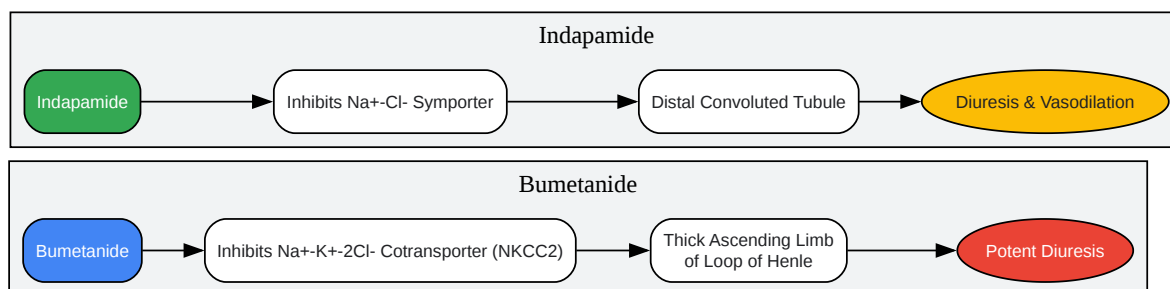 Indapamide
Indapamide
Inhibits Na+-Cl- Symporter
Distal Convoluted Tubule
Diuresis & Vasodilation
Bumetanide
Bumetanide
Inhibits Na+-K+-2Cl- Cotransporter (NKCC2)
Thick Ascending Limb
of Loop of Henle
Potent Diuresis